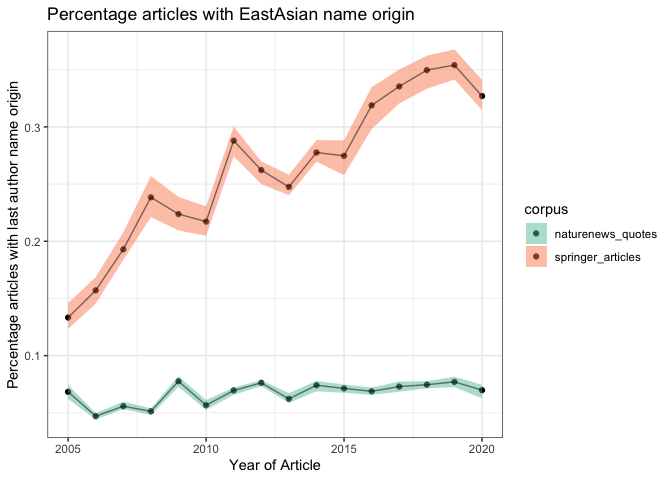 Percentage articles with EastAsian name origin
Percentage articles with last author name origin
0.3
0.2
0.1
2005
2010
2015
2020
Year of Article
corpus
naturenews_quotes
springer_articles